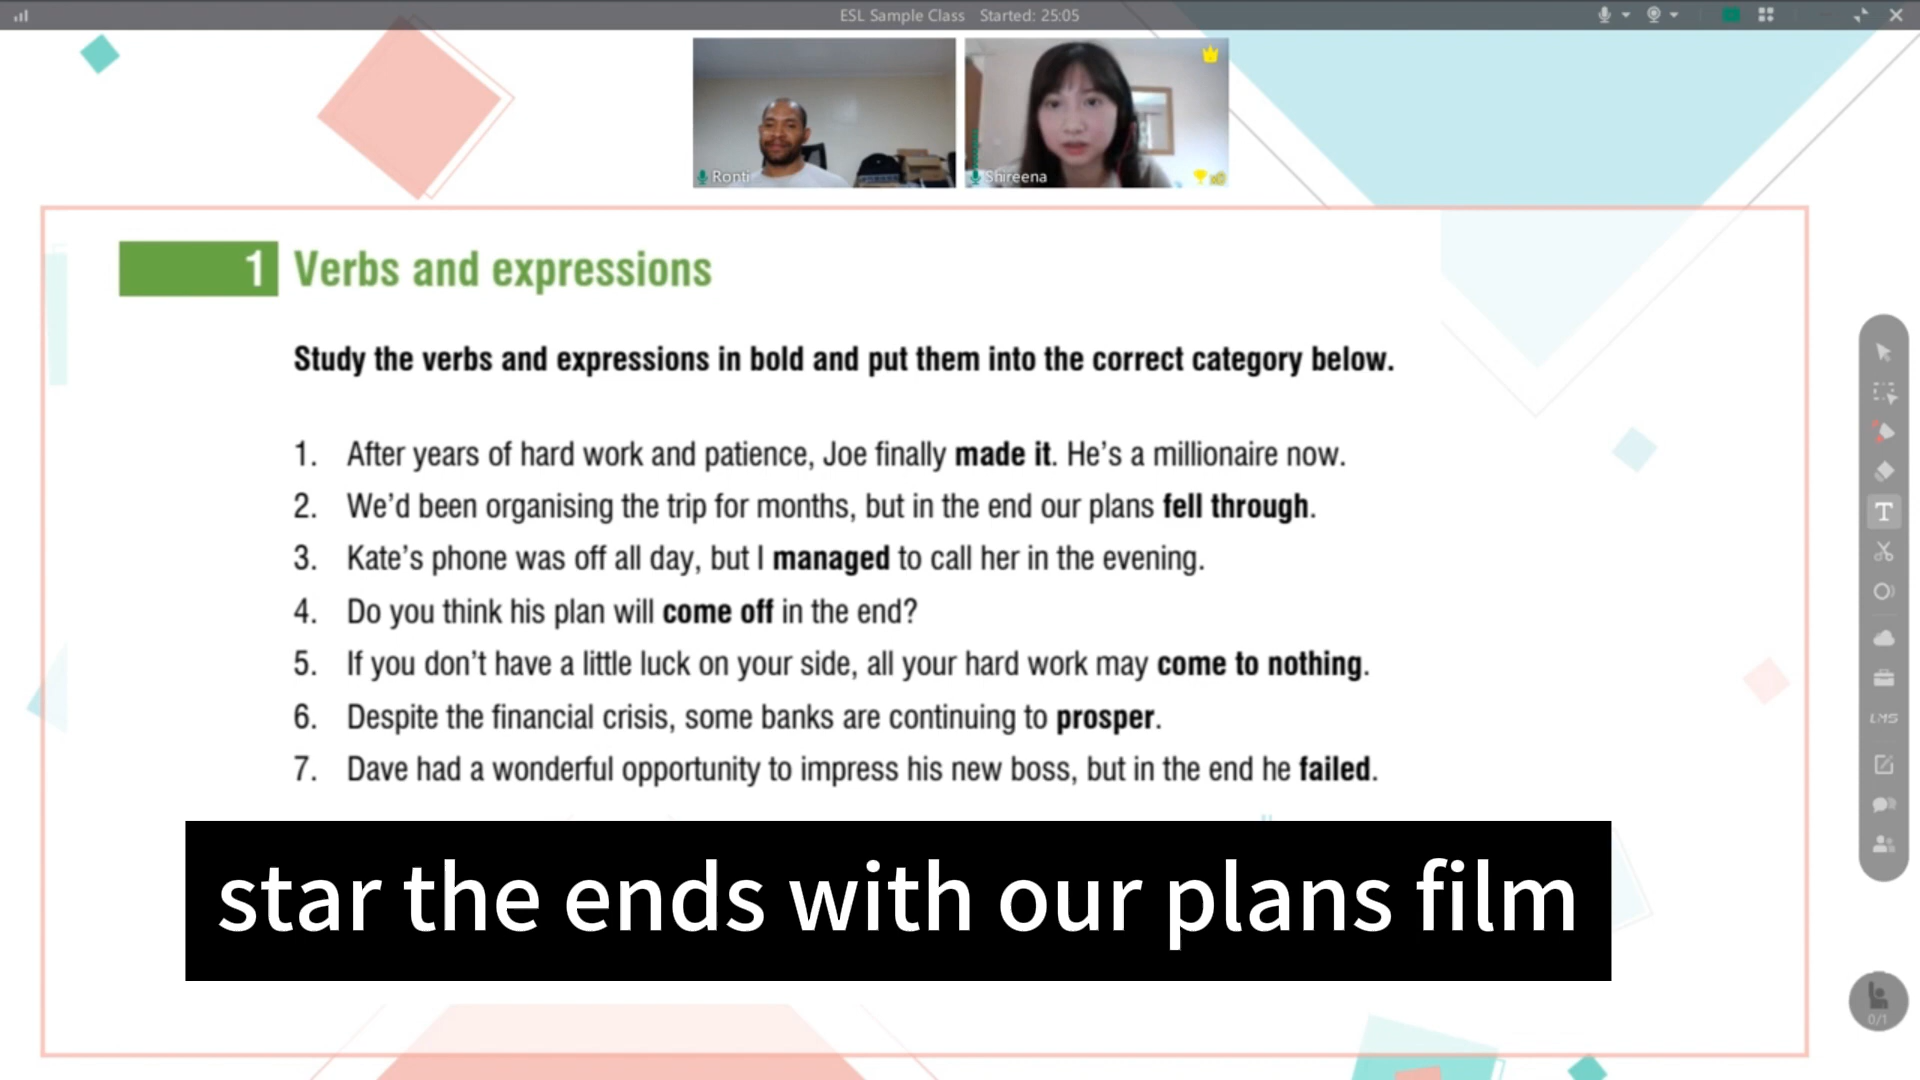 ESL Sample Class Started: 25:05
Ronti
Shireena
1 Verbs and expressions
Study the verbs and expressions in bold and put them into the correct category below.
1. After years of hard work and patience, Joe finally made it. He’s a millionaire now.
2. We’d been organising the trip for months, but in the end our plans fell through.
3. Kate’s phone was off all day, but I managed to call her in the evening.
4. Do you think his plan will come off in the end?
5. If you don’t have a little luck on your side, all your hard work may come to nothing.
6. Despite the financial crisis, some banks are continuing to prosper.
7. Dave had a wonderful opportunity to impress his new boss, but in the end he failed.
star the ends with our plans film
T
LMS
0/1